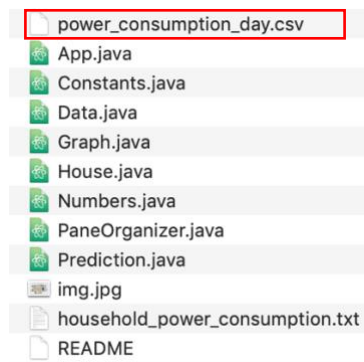 power_consumption_day.csv
App.java
Constants.java
Data.java
Graph.java
House.java
Numbers.java
PaneOrganizer.java
Prediction.java
img.jpg
household_power_consumption.txt
README